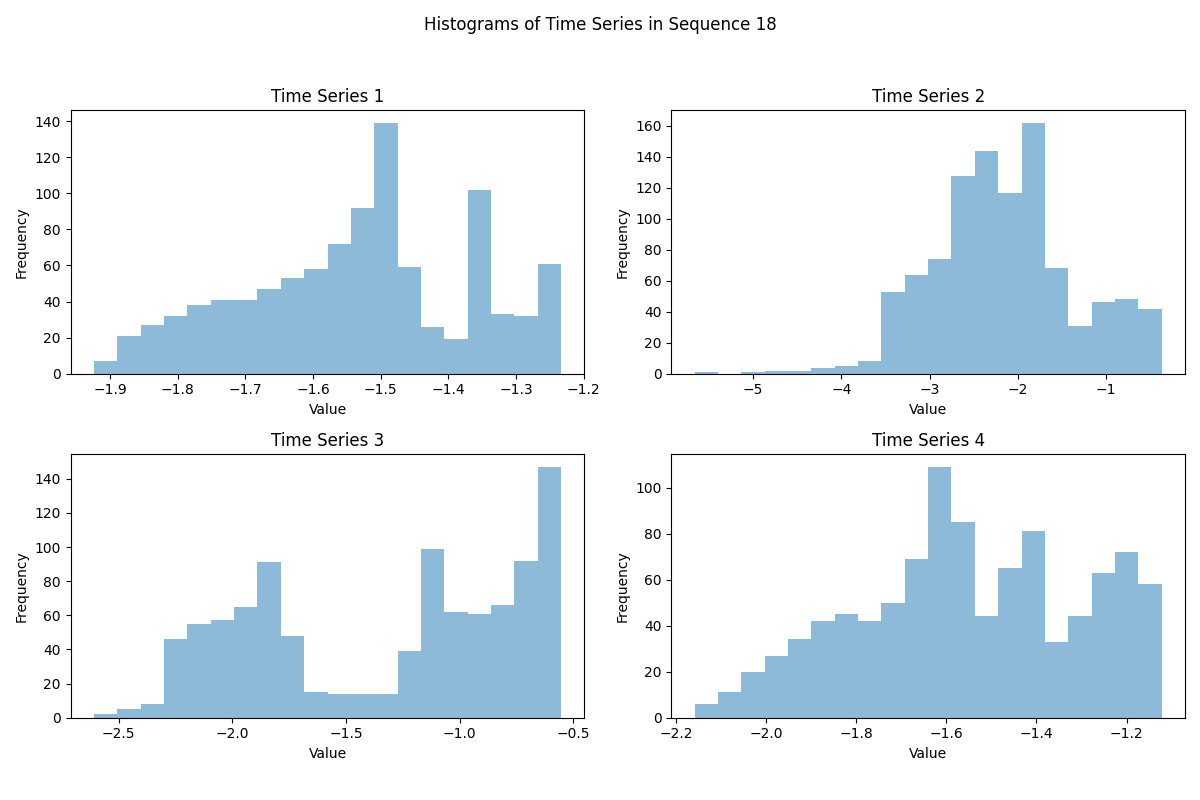 Histograms of Time Series in Sequence 18
Time Series 1
140
120
100
80
60
40
20
0
Frequency
−1.9 −1.8 −1.7 −1.6 −1.5 −1.4 −1.3 −1.2
Value
Time Series 2
160
140
120
100
80
60
40
20
0
Frequency
−5 −4 −3 −2 −1
Value
Time Series 3
140
120
100
80
60
40
20
0
Frequency
−2.5 −2.0 −1.5 −1.0 −0.5
Value
Time Series 4
100
80
60
40
20
0
Frequency
−2.2 −2.0 −1.8 −1.6 −1.4 −1.2
Value